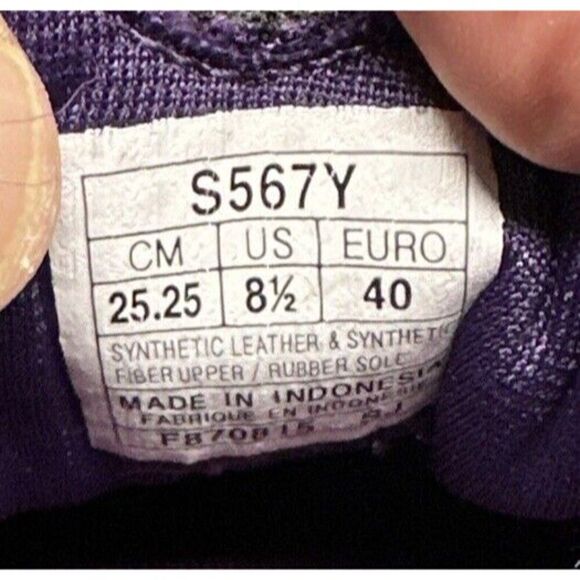 S567Y
CM US EURO
25.25 8½ 40
SYNTHETIC LEATHER & SYNTHETIC
FIBER UPPER / RUBBER SOLE
MADE IN INDONESIA
FABRIQUE EN INDONESIE